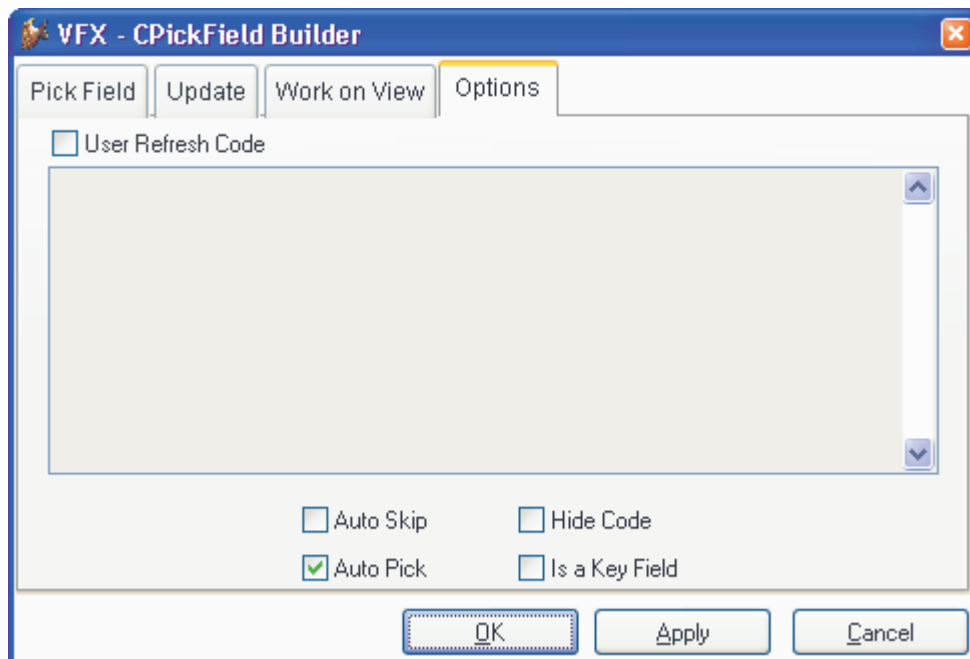 VFX - CPickField Builder
Pick Field Update Work on View Options
User Refresh Code
Auto Skip Hide Code
Auto Pick Is a Key Field
OK Apply Cancel